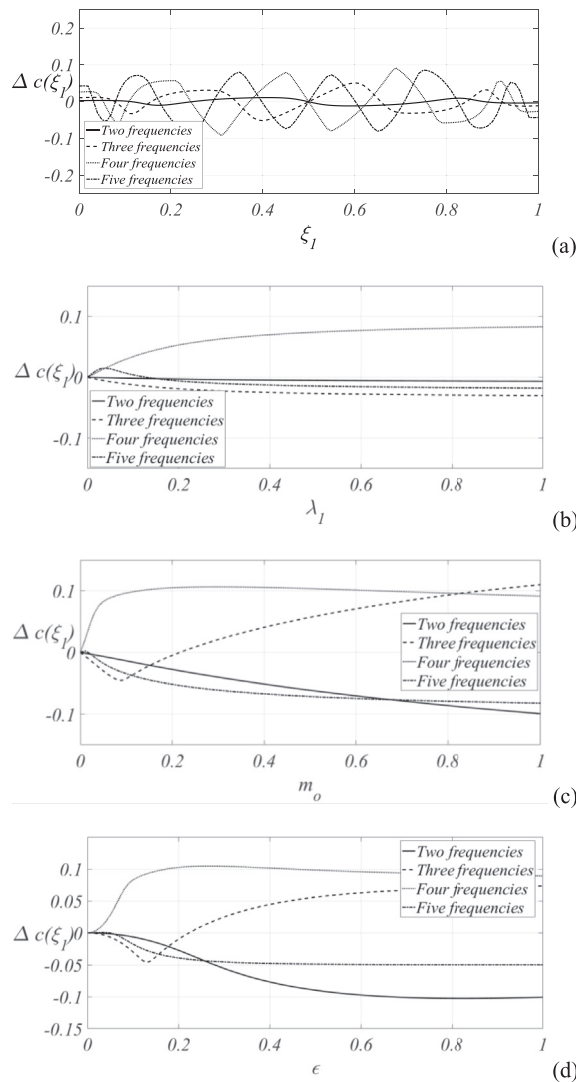 0.2
0.1
Δ c(ξ1)
0
-0.1
-0.2
Two frequencies
Three frequencies
Four frequencies
Five frequencies
0 0.2 0.4 0.6 0.8 1
ξ1
(a)
0.1
Δ c(ξ1) 0
-0.1
Two frequencies
Three frequencies
Four frequencies
Five frequencies
0 0.2 0.4 0.6 0.8 1
λ1
(b)
0.1
Δ c(ξ1)
0
-0.1
Two frequencies
Three frequencies
Four frequencies
Five frequencies
0 0.2 0.4 0.6 0.8 1
mo
(c)
0.1
0.05
Δ c(ξ1) 0
-0.05
-0.1
-0.15
Two frequencies
Three frequencies
Four frequencies
Five frequencies
0 0.2 0.4 0.6 0.8 1
ϵ
(d)